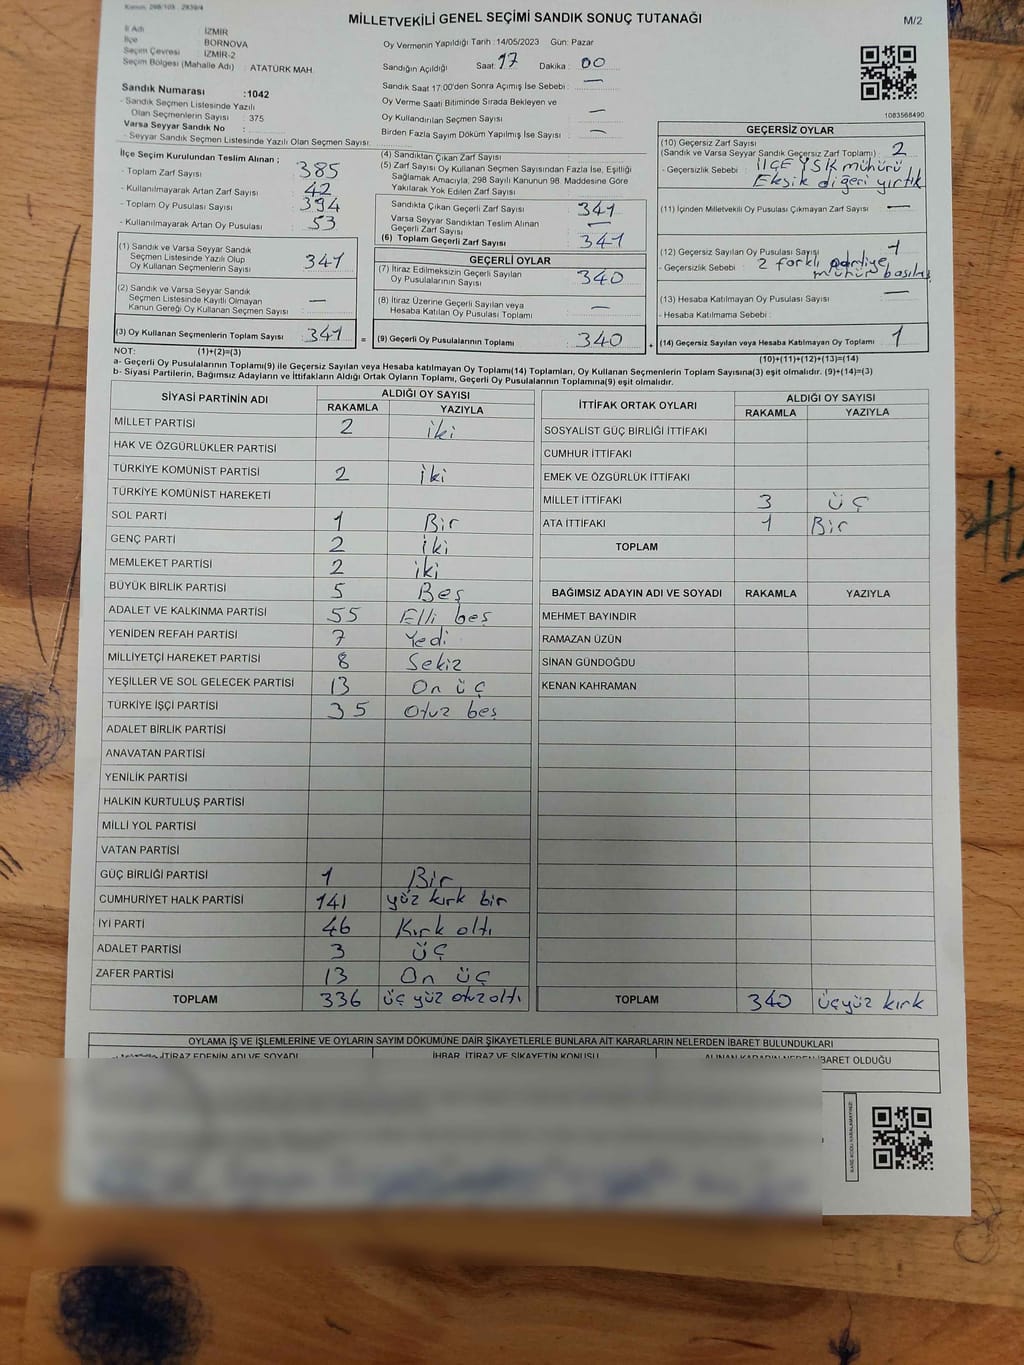 MİLLETVEKİLİ GENEL SEÇİMİ SANDIK SONUÇ TUTANAĞI
M/2
İl Adı : İZMİR
İlçe : BORNOVA
Seçim Çevresi : İZMİR-2
Seçim Bölgesi (Mahalle Adı) : ATATÜRK MAH.
Oy Vermenin Yapıldığı Tarih :14/05/2023 Gün: Pazar
Sandığın Açıldığı Saat: 17 Dakika : 00
Sandık Saat 17:00'den Sonra Açımış İse Sebebi : —
Oy Verme Saati Bitiminde Sırada Bekleyen ve
Oy Kullandırılan Seçmen Sayısı : —
Birden Fazla Sayım Döküm Yapılmış İse Sayısı : —
1083568490
Sandık Numarası :1042
- Sandık Seçmen Listesinde Yazılı
Olan Seçmenlerin Sayısı : 375
Varsa Seyyar Sandık No :
- Seyyar Sandık Seçmen Listesinde Yazılı Olan Seçmen Sayısı:
İlçe Seçim Kurulundan Teslim Alınan ;
- Toplam Zarf Sayısı : 385
- Kullanılmayarak Artan Zarf Sayısı : 42
- Toplam Oy Pusulası Sayısı : 394
- Kullanılmayarak Artan Oy Pusulası : 53
(1) Sandık ve Varsa Seyyar Sandık
Seçmen Listesinde Yazılı Olup
Oy Kullanan Seçmenlerin Sayısı : 341
(2) Sandık ve Varsa Seyyar Sandık
Seçmen Listesinde Kayıtlı Olmayan
Kanun Gereği Oy Kullanan Seçmen Sayısı : —
(3) Oy Kullanan Seçmenlerin Toplam Sayısı : 341
(4) Sandıktan Çıkan Zarf Sayısı :
(5) Zarf Sayısı Oy Kullanan Seçmen Sayısından Fazla İse, Eşitliği
Sağlamak Amacıyla, 298 Sayılı Kanunun 98. Maddesine Göre
Yakılarak Yok Edilen Zarf Sayısı
Sandıkta Çıkan Geçerli Zarf Sayısı : 341
Varsa Seyyar Sandıktan Teslim Alınan
Geçerli Zarf Sayısı : —
(6) Toplam Geçerli Zarf Sayısı : 341
GEÇERLİ OYLAR
(7) İtiraz Edilmeksizin Geçerli Sayılan
Oy Pusulalarının Sayısı : 340
(8) İtiraz Üzerine Geçerli Sayılan veya
Hesaba Katılan Oy Pusulası Toplamı : —
= (9) Geçerli Oy Pusulalarının Toplamı : 340
GEÇERSİZ OYLAR
(10) Geçersiz Zarf Sayısı
(Sandık ve Varsa Seyyar Sandık Geçersiz Zarf Toplamı) : 2
- Geçersizlik Sebebi : İLÇE YSK mühürü
Eksik diğeri yırtık
(11) İçinden Milletvekili Oy Pusulası Çıkmayan Zarf Sayısı : —
(12) Geçersiz Sayılan Oy Pusulası Sayısı : 1
- Geçersizlik Sebebi : 2 farklı partiye
mühür basılmış
(13) Hesaba Katılmayan Oy Pusulası Sayısı : —
- Hesaba Katılmama Sebebi :
+ (14) Geçersiz Sayılan veya Hesaba Katılmayan Oy Toplamı : 1
NOT: (1)+(2)=(3) (10)+(11)+(12)+(13)=(14)
a- Geçerli Oy Pusulalarının Toplamı(9) ile Geçersiz Sayılan veya Hesaba katılmayan Oy Toplamı(14) Toplamları, Oy Kullanan Seçmenlerin Toplam Sayısına(3) eşit olmalıdır. (9)+(14)=(3)
b- Siyasi Partilerin, Bağımsız Adayların ve İttifakların Aldığı Ortak Oyların Toplamı, Geçerli Oy Pusulalarının Toplamına(9) eşit olmalıdır.
SİYASİ PARTİNİN ADI ALDIĞI OY SAYISI
RAKAMLA YAZIYLA
MİLLET PARTİSİ 2 iki
HAK VE ÖZGÜRLÜKLER PARTİSİ
TÜRKİYE KOMÜNİST PARTİSİ 2 İki
TÜRKİYE KOMÜNİST HAREKETİ
SOL PARTİ 1 Bir
GENÇ PARTİ 2 İki
MEMLEKET PARTİSİ 2 iki
BÜYÜK BİRLİK PARTİSİ 5 Beş
ADALET VE KALKINMA PARTİSİ 55 Elli beş
YENİDEN REFAH PARTİSİ 7 Yedi
MİLLİYETÇİ HAREKET PARTİSİ 8 Sekiz
YEŞİLLER VE SOL GELECEK PARTİSİ 13 On üç
TÜRKİYE İŞÇİ PARTİSİ 35 Otuz beş
ADALET BİRLİK PARTİSİ
ANAVATAN PARTİSİ
YENİLİK PARTİSİ
HALKIN KURTULUŞ PARTİSİ
MİLLİ YOL PARTİSİ
VATAN PARTİSİ
GÜÇ BİRLİĞİ PARTİSİ 1 Bir
CUMHURİYET HALK PARTİSİ 141 yüz kırk bir
İYİ PARTİ 46 Kırk altı
ADALET PARTİSİ 3 üç
ZAFER PARTİSİ 13 On üç
TOPLAM 336 üç yüz otuz altı
İTTİFAK ORTAK OYLARI ALDIĞI OY SAYISI
RAKAMLA YAZIYLA
SOSYALİST GÜÇ BİRLİĞİ İTTİFAKI
CUMHUR İTTİFAKI
EMEK VE ÖZGÜRLÜK İTTİFAKI
MİLLET İTTİFAKI 3 üç
ATA İTTİFAKI 1 Bir
TOPLAM
BAĞIMSIZ ADAYIN ADI VE SOYADI RAKAMLA YAZIYLA
MEHMET BAYINDIR
RAMAZAN ÜZÜN
SİNAN GÜNDOĞDU
KENAN KAHRAMAN
TOPLAM 340 üçyüz kırk
OYLAMA İŞ VE İŞLEMLERİNE VE OYLARIN SAYIM DÖKÜMÜNE DAİR ŞİKAYETLERLE BUNLARA AİT KARARLARIN NELERDEN İBARET BULUNDUKLARI
İTİRAZ EDENİN ADI VE SOYADI İHBAR, İTİRAZ VE ŞİKAYETİN KONUSU ALINAN KARARIN NEDEN İBARET OLDUĞU
KARE KODU KARALAMAYINIZ!